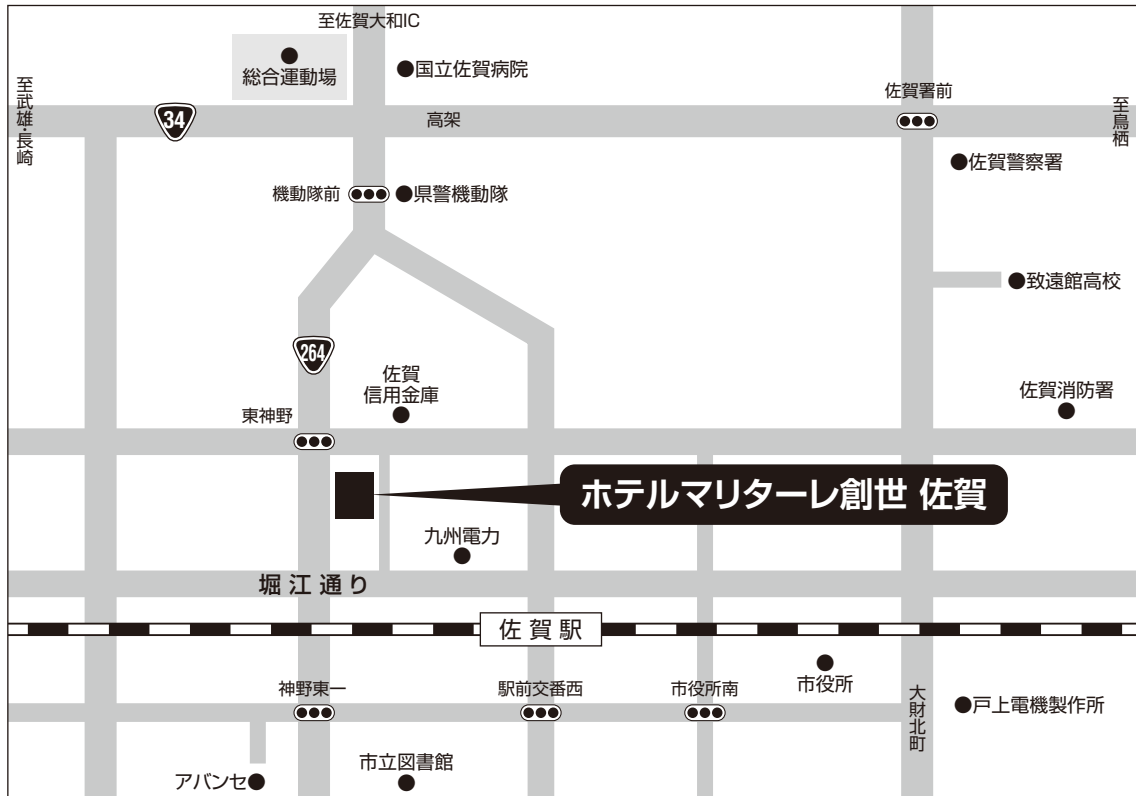 至佐賀大和IC
総合運動場
国立佐賀病院
至武雄・長崎
34
高架
佐賀署前
至鳥栖
佐賀警察署
機動隊前
県警機動隊
致遠館高校
264
佐賀
信用金庫
佐賀消防署
東神野
ホテルマリターレ創世 佐賀
九州電力
堀江通り
佐賀駅
神野東一
駅前交番西
市役所南
市役所
大財北町
戸上電機製作所
アバンセ
市立図書館